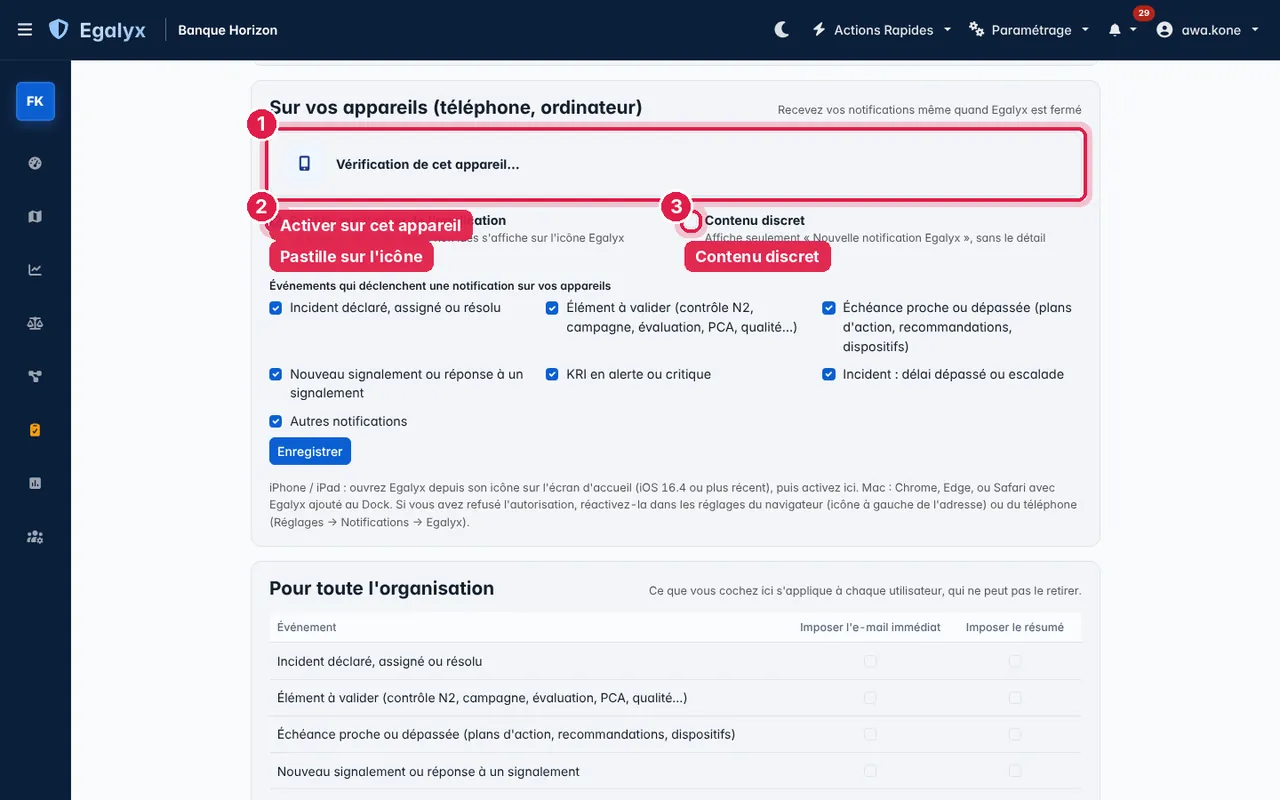 Egalyx
Banque Horizon
Actions Rapides
Paramétrage
29
awa.kone
FK
Sur vos appareils (téléphone, ordinateur)
Recevez vos notifications même quand Egalyx est fermé
1
Vérification de cet appareil...
2
Activer sur cet appareil
Pastille sur l'icône
s'affiche sur l'icône Egalyx
3
Contenu discret
Affiche seulement « Nouvelle notification Egalyx », sans le détail
Contenu discret
Événements qui déclenchent une notification sur vos appareils
Incident déclaré, assigné ou résolu
Élément à valider (contrôle N2,
campagne, évaluation, PCA, qualité...)
Échéance proche ou dépassée (plans
d'action, recommandations,
dispositifs)
Nouveau signalement ou réponse à un
signalement
KRI en alerte ou critique
Incident : délai dépassé ou escalade
Autres notifications
Enregistrer
iPhone / iPad : ouvrez Egalyx depuis son icône sur l'écran d'accueil (iOS 16.4 ou plus récent), puis activez ici. Mac : Chrome, Edge, ou Safari avec
Egalyx ajouté au Dock. Si vous avez refusé l'autorisation, réactivez-la dans les réglages du navigateur (icône à gauche de l'adresse) ou du téléphone
(Réglages → Notifications → Egalyx).
Pour toute l'organisation
Ce que vous cochez ici s'applique à chaque utilisateur, qui ne peut pas le retirer.
Événement
Imposer l'e-mail immédiat
Imposer le résumé
Incident déclaré, assigné ou résolu
Élément à valider (contrôle N2, campagne, évaluation, PCA, qualité...)
Échéance proche ou dépassée (plans d'action, recommandations, dispositifs)
Nouveau signalement ou réponse à un signalement